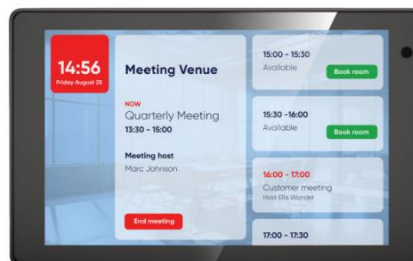 14:56
Friday August 25
Meeting Venue
NOW
Quarterly Meeting
13:30 - 15:00
Meeting host
Marc Johnson
End meeting
15:00 - 15:30
Available
Book room
15:30 -16:00
Available
Book room
16:00 - 17:00
Customer meeting
Host Ellis Wonder
17:00 - 17:30